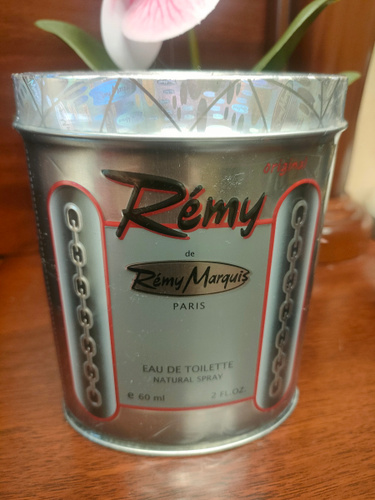 original
Rémy
de
Rémy Marquis
PARIS
EAU DE TOILETTE
NATURAL SPRAY
e 60 ml 2 FL.OZ.